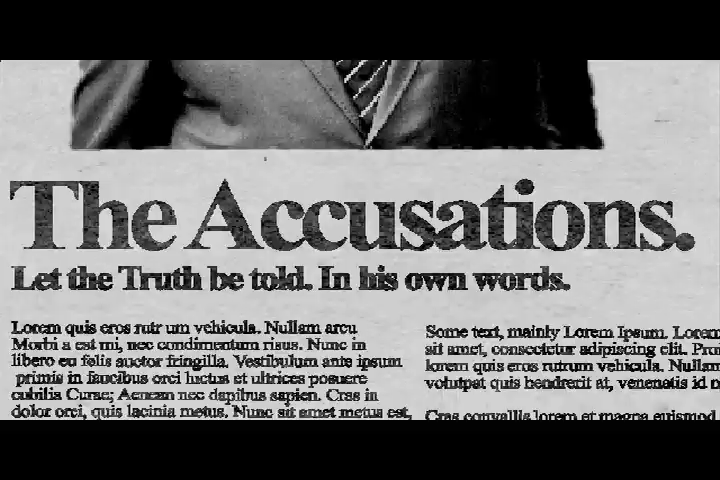 The Accusations.
Let the Truth be told. In his own words.
Lorem quis eros rutr um vehicula. Nullam arcu
Morbi a est mi, nec condimentum risus. Nunc in
libero eu felis auctor fringilla. Vestibulum ante ipsum
primis in faucibus orci luctus et ultrices posuere
cubilia Curae; Aenean nec dapibus sapien. Cras in
dolor orci, quis lacinia metus. Nunc sit amet metus est,
Some text, mainly Lorem Ipsum. Lorem
sit amet, consectetur adipiscing elit.
lorem quis eros rutrum vehicula.
volutpat quis hendrerit at, venenatis id
Cras convallis lorem et magna euismod